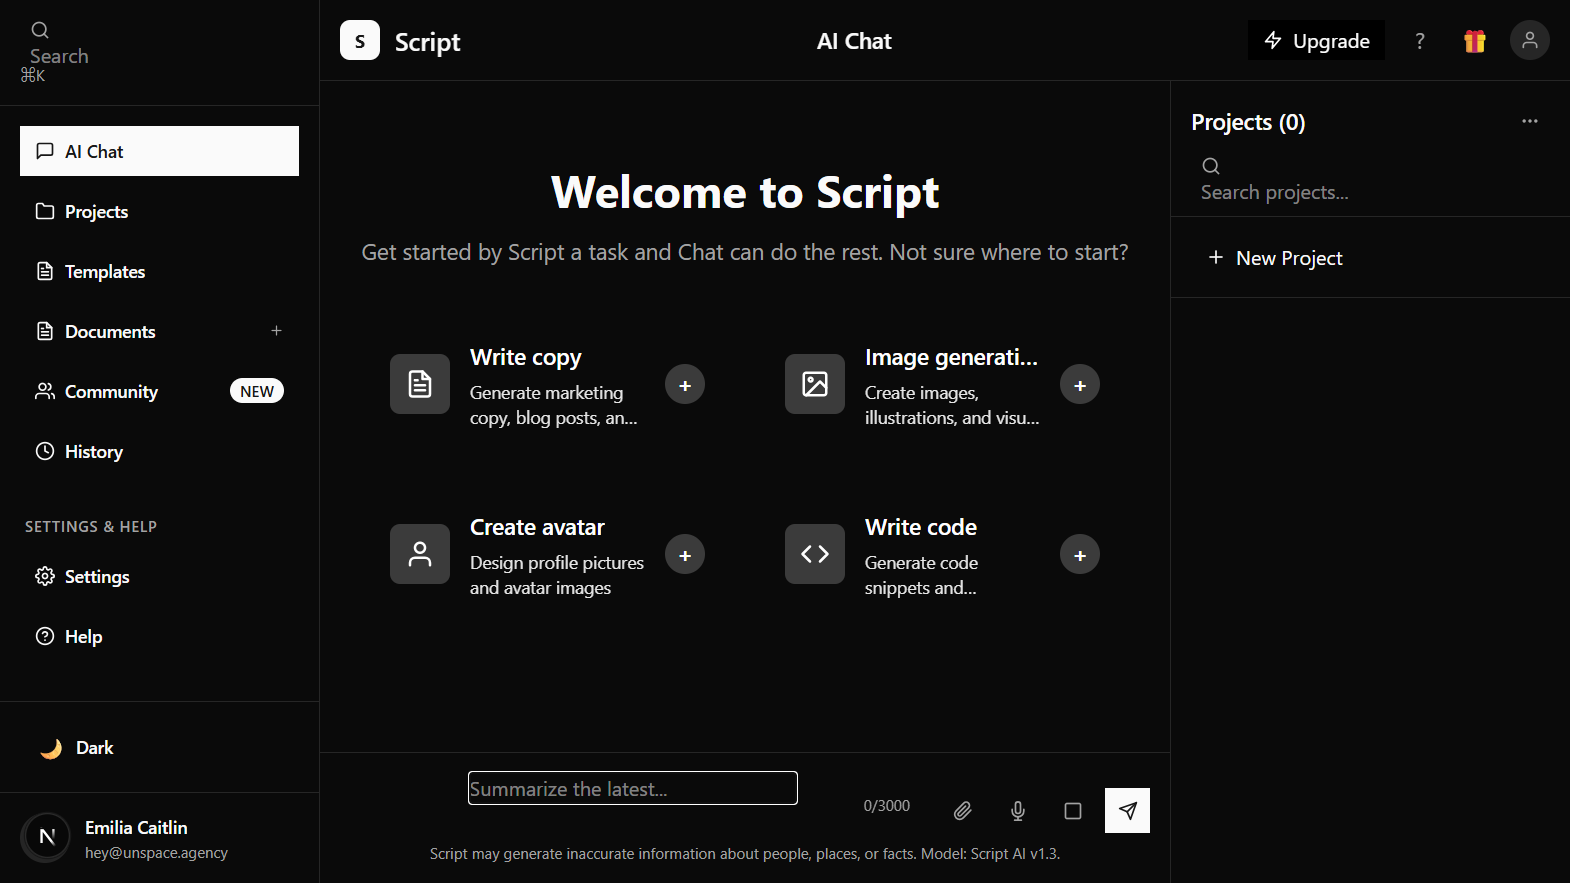 Search
⌘K
AI Chat
Projects
Templates
Documents
Community NEW
History
SETTINGS & HELP
Settings
Help
Dark
N
Emilia Caitlin
hey@unspace.agency
S Script
AI Chat
Upgrade
?
Welcome to Script
Get started by Script a task and Chat can do the rest. Not sure where to start?
Write copy
Generate marketing
copy, blog posts, an...
+
Image generati...
Create images,
illustrations, and visu...
+
Create avatar
Design profile pictures
and avatar images
+
Write code
Generate code
snippets and...
+
Summarize the latest...
0/3000
Script may generate inaccurate information about people, places, or facts. Model: Script AI v1.3.
Projects (0)
Search projects...
+ New Project